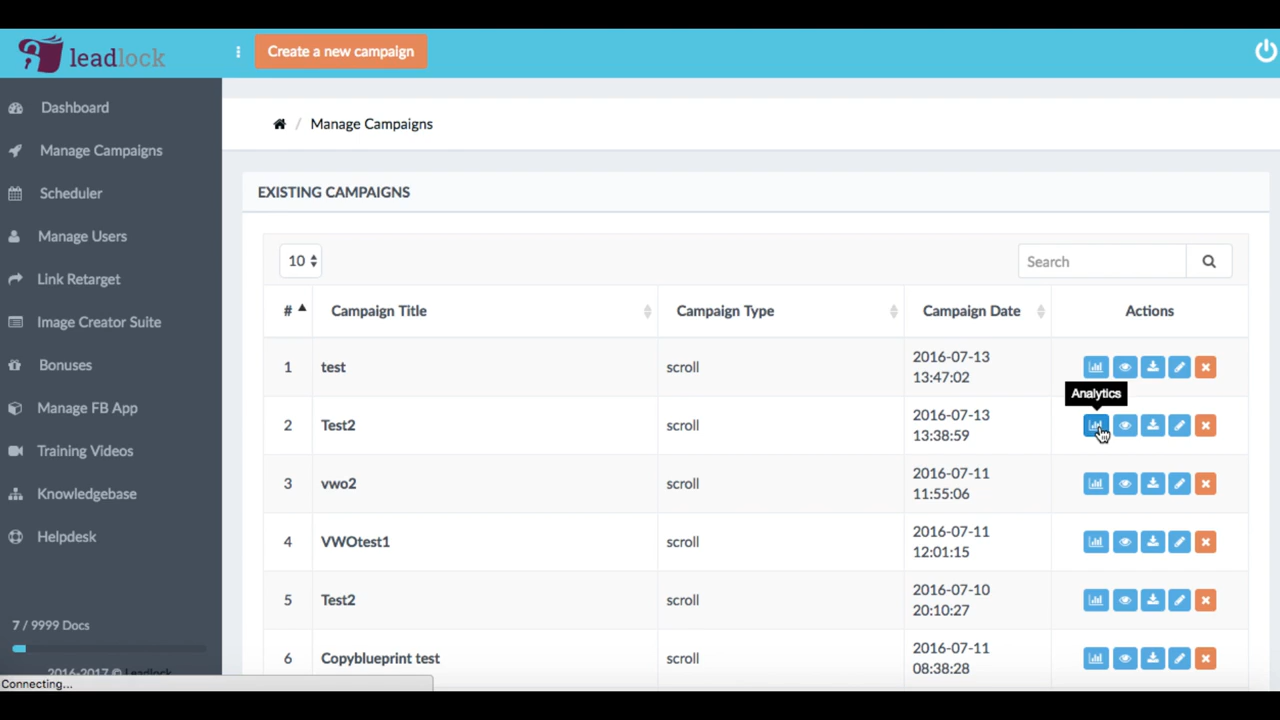 leadlock
Create a new campaign
Dashboard
Manage Campaigns
Scheduler
Manage Users
Link Retarget
Image Creator Suite
Bonuses
Manage FB App
Training Videos
Knowledgebase
Helpdesk
7 / 9999 Docs
2016-2017 © Leadlock
Connecting...
/ Manage Campaigns
EXISTING CAMPAIGNS
10
Search
# Campaign Title Campaign Type Campaign Date Actions
1 test scroll 2016-07-13
13:47:02
Analytics
2 Test2 scroll 2016-07-13
13:38:59
3 vwo2 scroll 2016-07-11
11:55:06
4 VWOtest1 scroll 2016-07-11
12:01:15
5 Test2 scroll 2016-07-10
20:10:27
6 Copyblueprint test scroll 2016-07-11
08:38:28